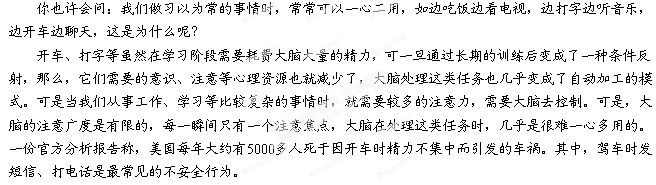 你也许会问：我们做习以为常的事情时，常常可以一心二用，如边吃饭边看电视，边打字边听音乐，
边开车边聊天，这是为什么呢？
开车、打字等虽然在学习阶段需要耗费大脑大量的精力，可一旦通过长期的训练后变成了一种条件反
射，那么，它们需要的意识、注意等心理资源也就减少了，大脑处理这类任务也几乎变成了自动加工的模
式。可是当我们从事工作、学习等比较复杂的事情时，就需要较多的注意力，需要大脑去控制。可是，大
脑的注意广度是有限的，每一瞬间只有一个注意焦点，大脑在处理这类任务时，几乎是很难一心多用的。
一份官方分析报告称，美国每年大约有5000多人死于因开车时精力不集中而引发的车祸。其中，驾车时发
短信、打电话是最常见的不安全行为。